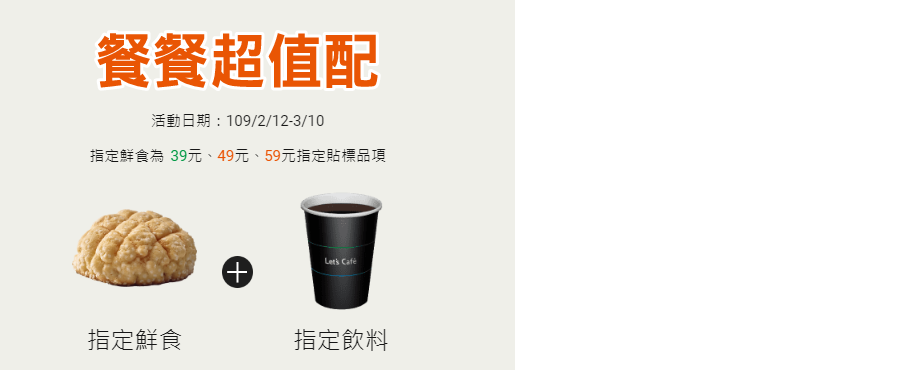 餐餐超值配
活動日期：109/2/12-3/10
指定鮮食為 39元、49元、59元指定貼標品項
Let's Café
指定鮮食
指定飲料